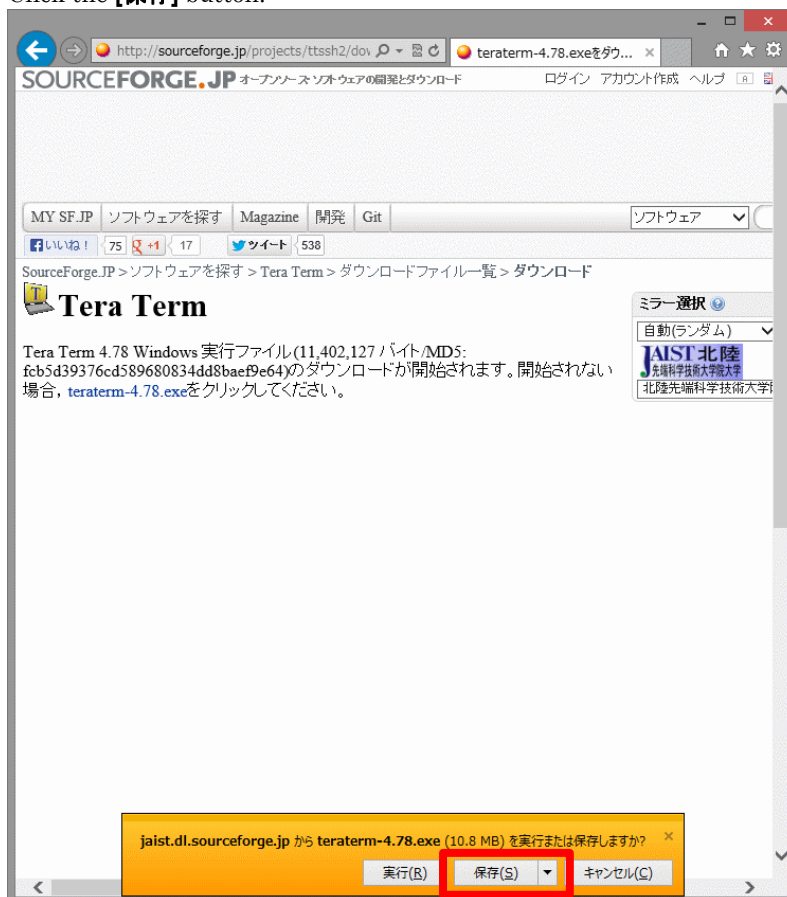 Click the [保存] button.
http://sourceforge.jp/projects/ttssh2/dov
teraterm-4.78.exeをダウ...
SOURCEFORGE.JP オープンソース・ソフトウェアの開発とダウンロード
ログイン アカウント作成 ヘルプ A
MY SF.JP ソフトウェアを探す Magazine 開発 Git
ソフトウェア
いいね! 75 +1 17 ツイート 538
SourceForge.JP > ソフトウェアを探す > Tera Term > ダウンロードファイル一覧 > ダウンロード
Tera Term
Tera Term 4.78 Windows 実行ファイル(11,402,127 バイト/MD5:
fcb5d39376cd589680834dd8baef9e64)のダウンロードが開始されます。開始されない
場合, teraterm-4.78.exeをクリックしてください。
ミラー選択
自動(ランダム)
JAIST 北陸
先端科学技術大学院大学
北陸先端科学技術大学
jaist.dl.sourceforge.jp から teraterm-4.78.exe (10.8 MB) を実行または保存しますか?
実行(R) 保存(S) キャンセル(C)